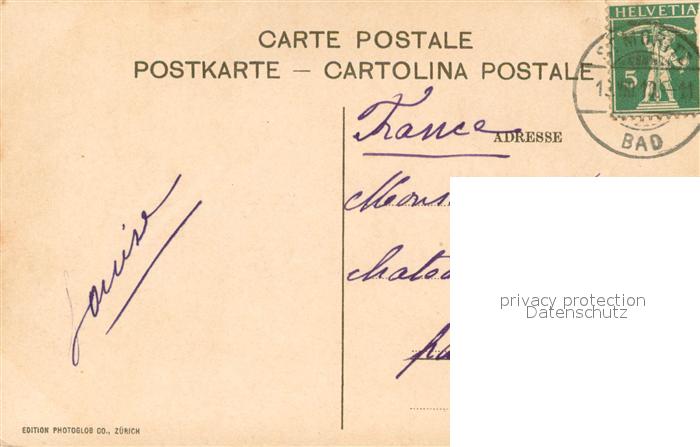 CARTE POSTALE
POSTKARTE — CARTOLINA POSTALE
HELVETIA
5
BAD
France
ADRESSE
privacy protection
Datenschutz
Louise
EDITION PHOTOGLOB CO., ZÜRICH